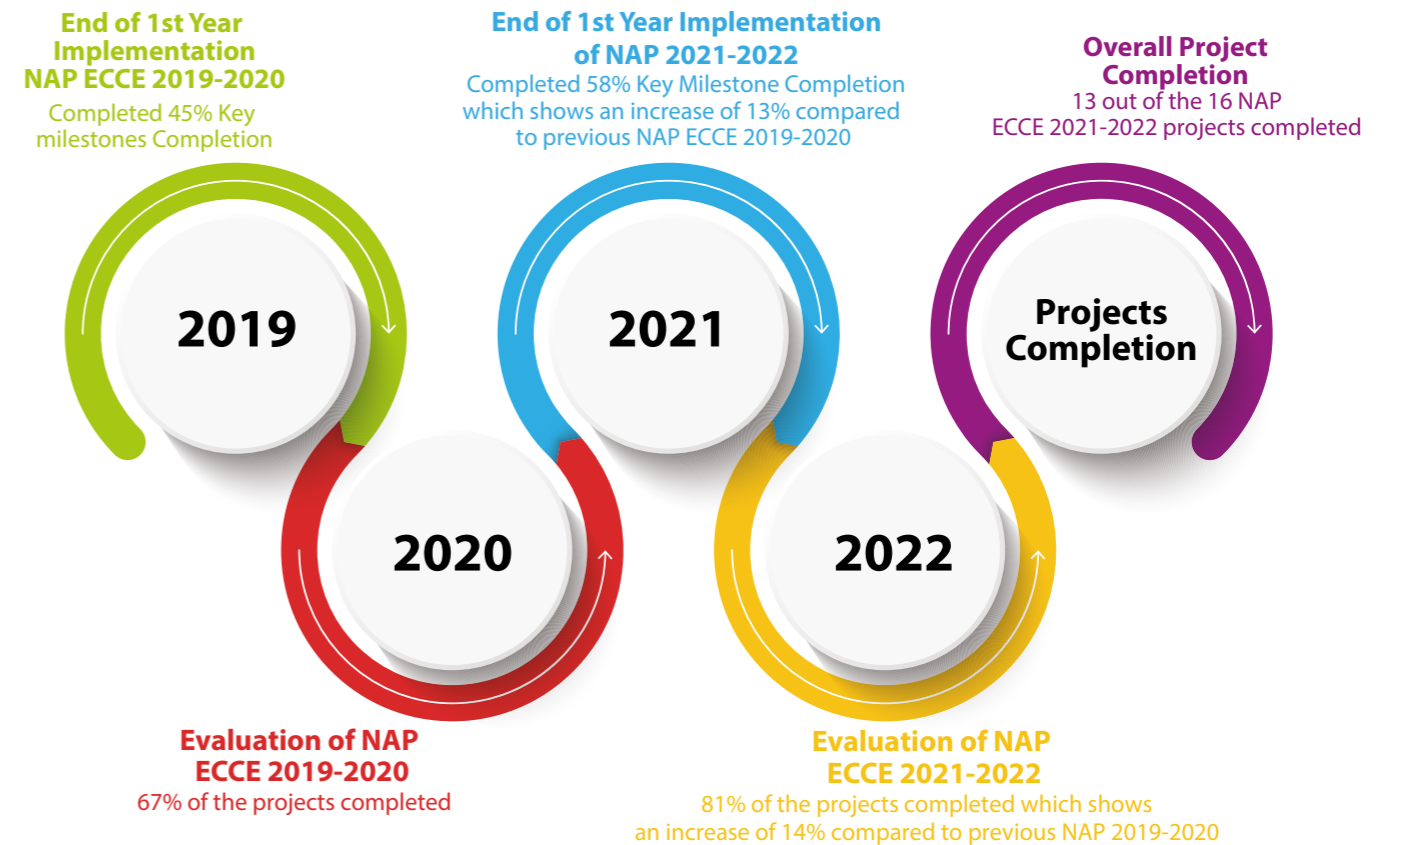 End of 1st Year
Implementation
NAP ECCE 2019-2020
Completed 45% Key
milestones Completion
End of 1st Year Implementation
of NAP 2021-2022
Completed 58% Key Milestone Completion
which shows an increase of 13% compared
to previous NAP ECCE 2019-2020
Overall Project
Completion
13 out of the 16 NAP
ECCE 2021-2022 projects completed
2019
2021
Projects
Completion
2020
2022
Evaluation of NAP
ECCE 2019-2020
67% of the projects completed
Evaluation of NAP
ECCE 2021-2022
81% of the projects completed which shows
an increase of 14% compared to previous NAP 2019-2020